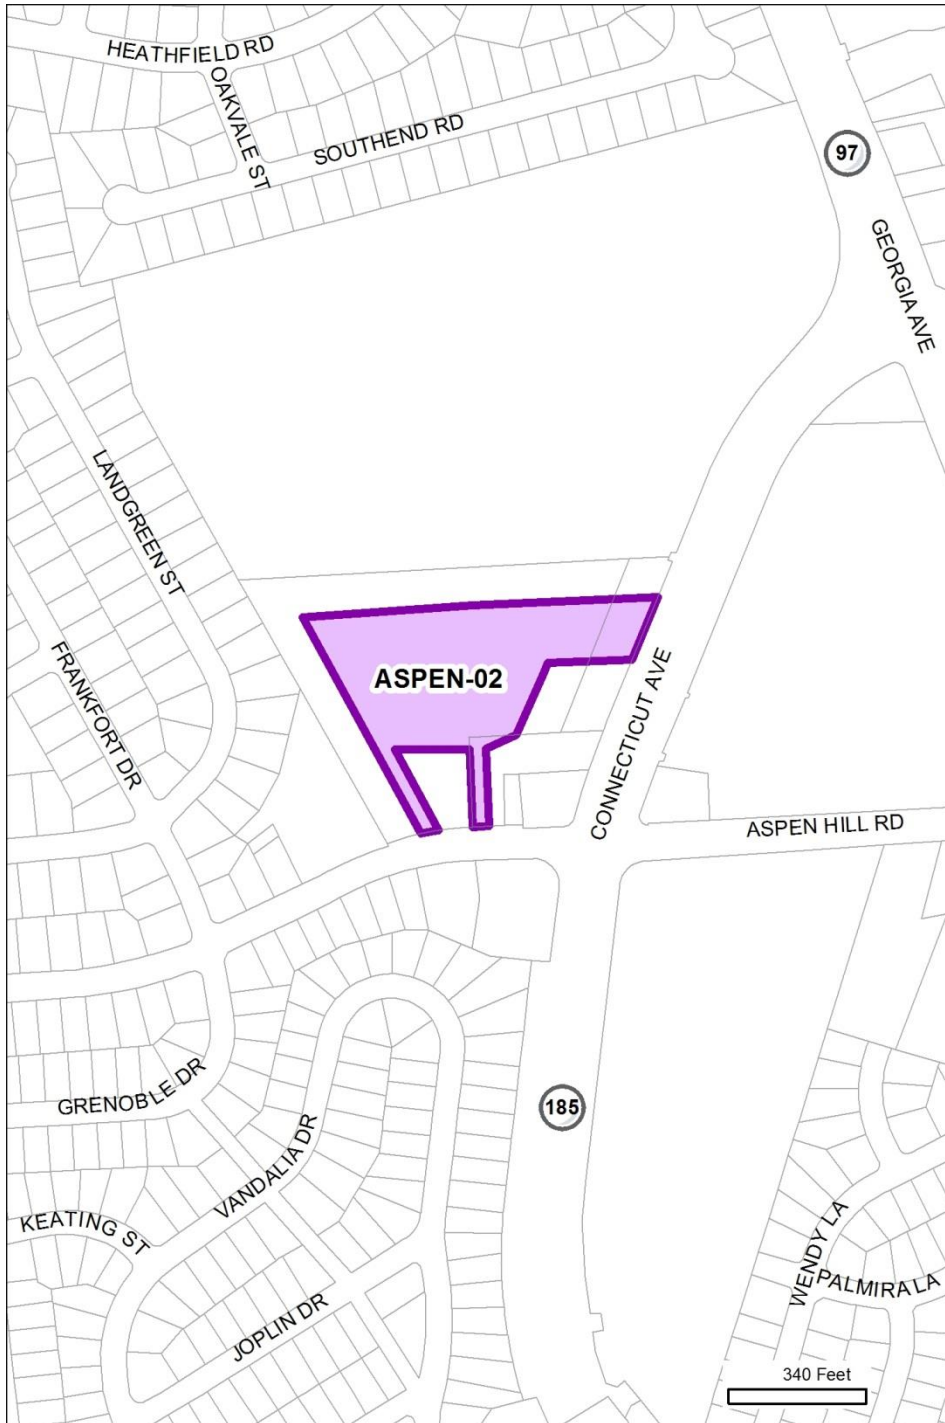 HEATHFIELD RD
OAKVALE ST
SOUTHEND RD
97
GEORGIA AVE
LANDGREEN ST
FRANKFORT DR
ASPEN-02
CONNECTICUT AVE
ASPEN HILL RD
GRENOBLE DR
185
VANDALIA DR
KEATING ST
WENDY LA
PALMIRA LA
JOPLIN DR
340 Feet